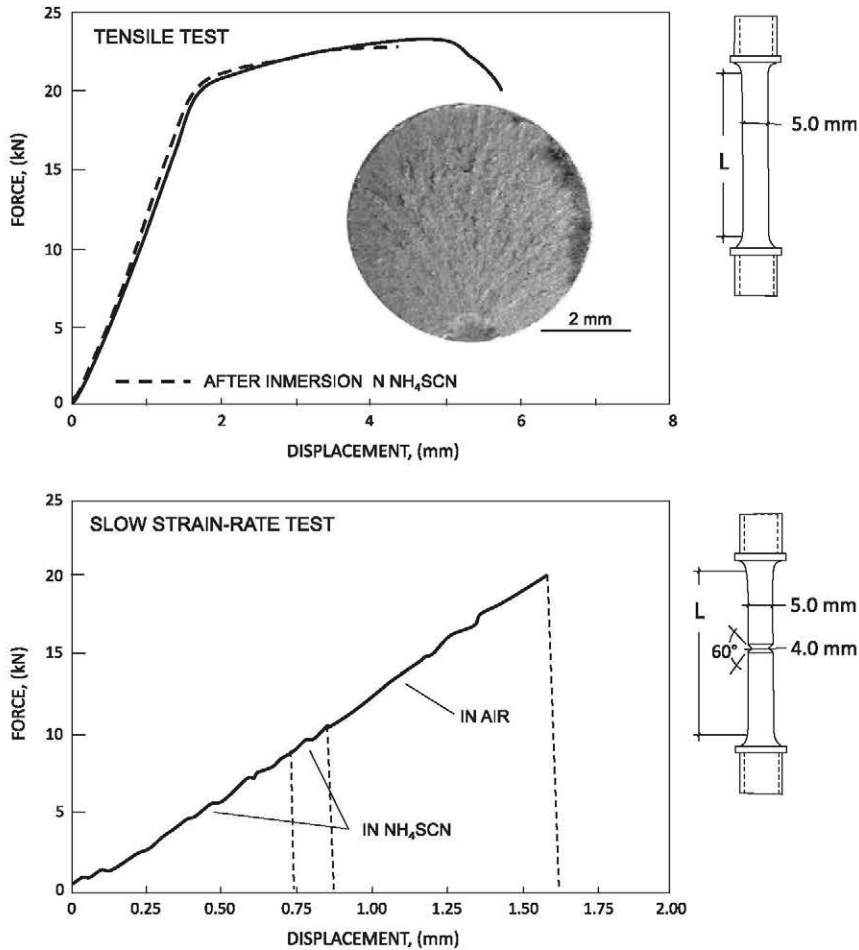 TENSILE TEST
25
20
15
10
5
0
FORCE, (kN)
0 2 4 6 8
DISPLACEMENT, (mm)
2 mm
AFTER INMERSION N NH₄SCN
L
5.0 mm
SLOW STRAIN-RATE TEST
25
20
15
10
5
0
FORCE, (kN)
0 0.25 0.50 0.75 1.00 1.25 1.50 1.75 2.00
DISPLACEMENT, (mm)
IN AIR
IN NH₄SCN
L
5.0 mm
60°
4.0 mm